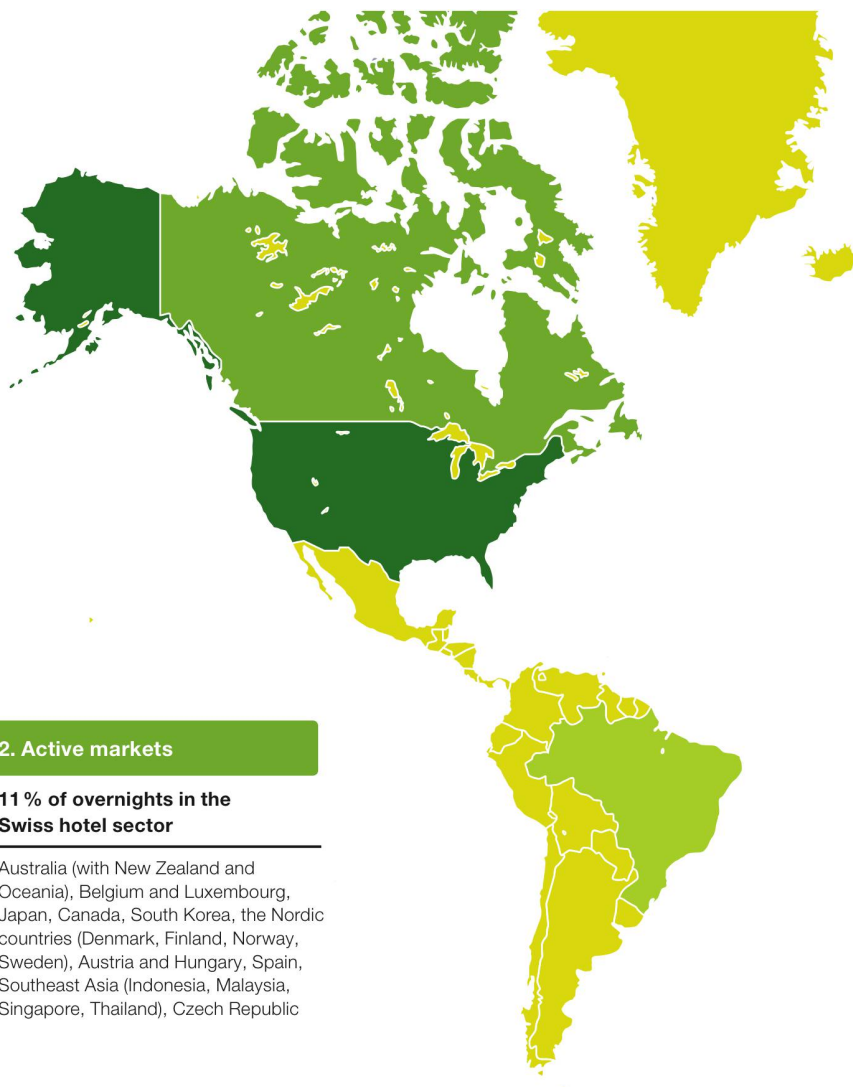 2. Active markets
11% of overnights in the
Swiss hotel sector
Australia (with New Zealand and
Oceania), Belgium and Luxembourg,
Japan, Canada, South Korea, the Nordic
countries (Denmark, Finland, Norway,
Sweden), Austria and Hungary, Spain,
Southeast Asia (Indonesia, Malaysia,
Singapore, Thailand), Czech Republic